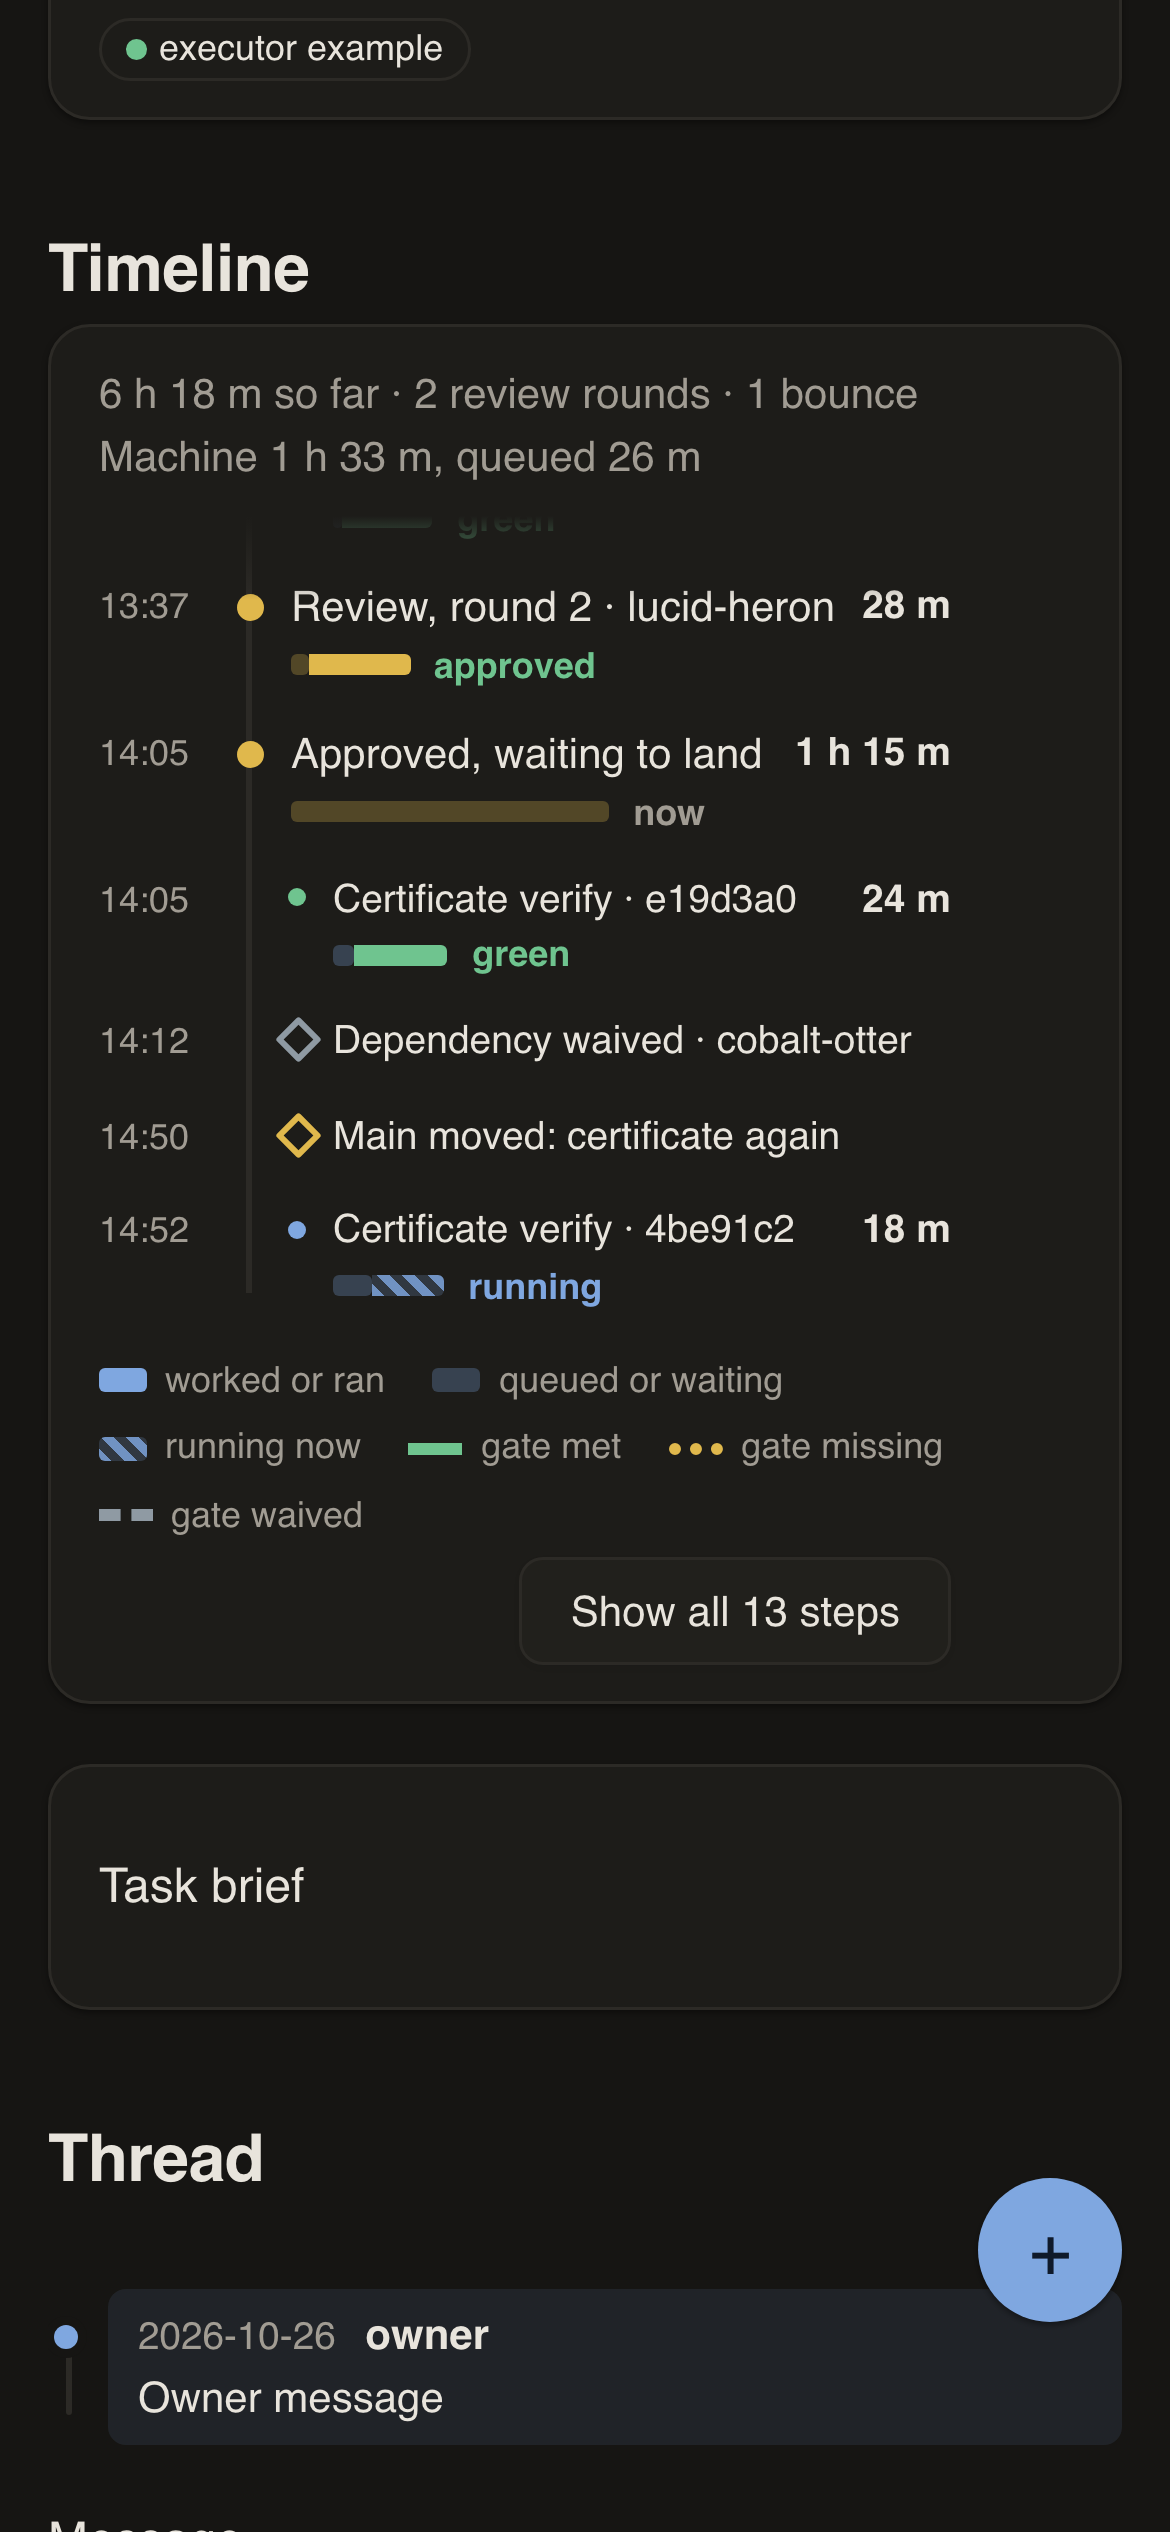 executor example
Timeline
6 h 18 m so far · 2 review rounds · 1 bounce
Machine 1 h 33 m, queued 26 m
green
13:37 Review, round 2 · lucid-heron 28 m
approved
14:05 Approved, waiting to land 1 h 15 m
now
14:05 Certificate verify · e19d3a0 24 m
green
14:12 Dependency waived · cobalt-otter
14:50 Main moved: certificate again
14:52 Certificate verify · 4be91c2 18 m
running
worked or ran queued or waiting
running now gate met gate missing
gate waived
Show all 13 steps
Task brief
Thread
+
2026-10-26 owner
Owner message
Message